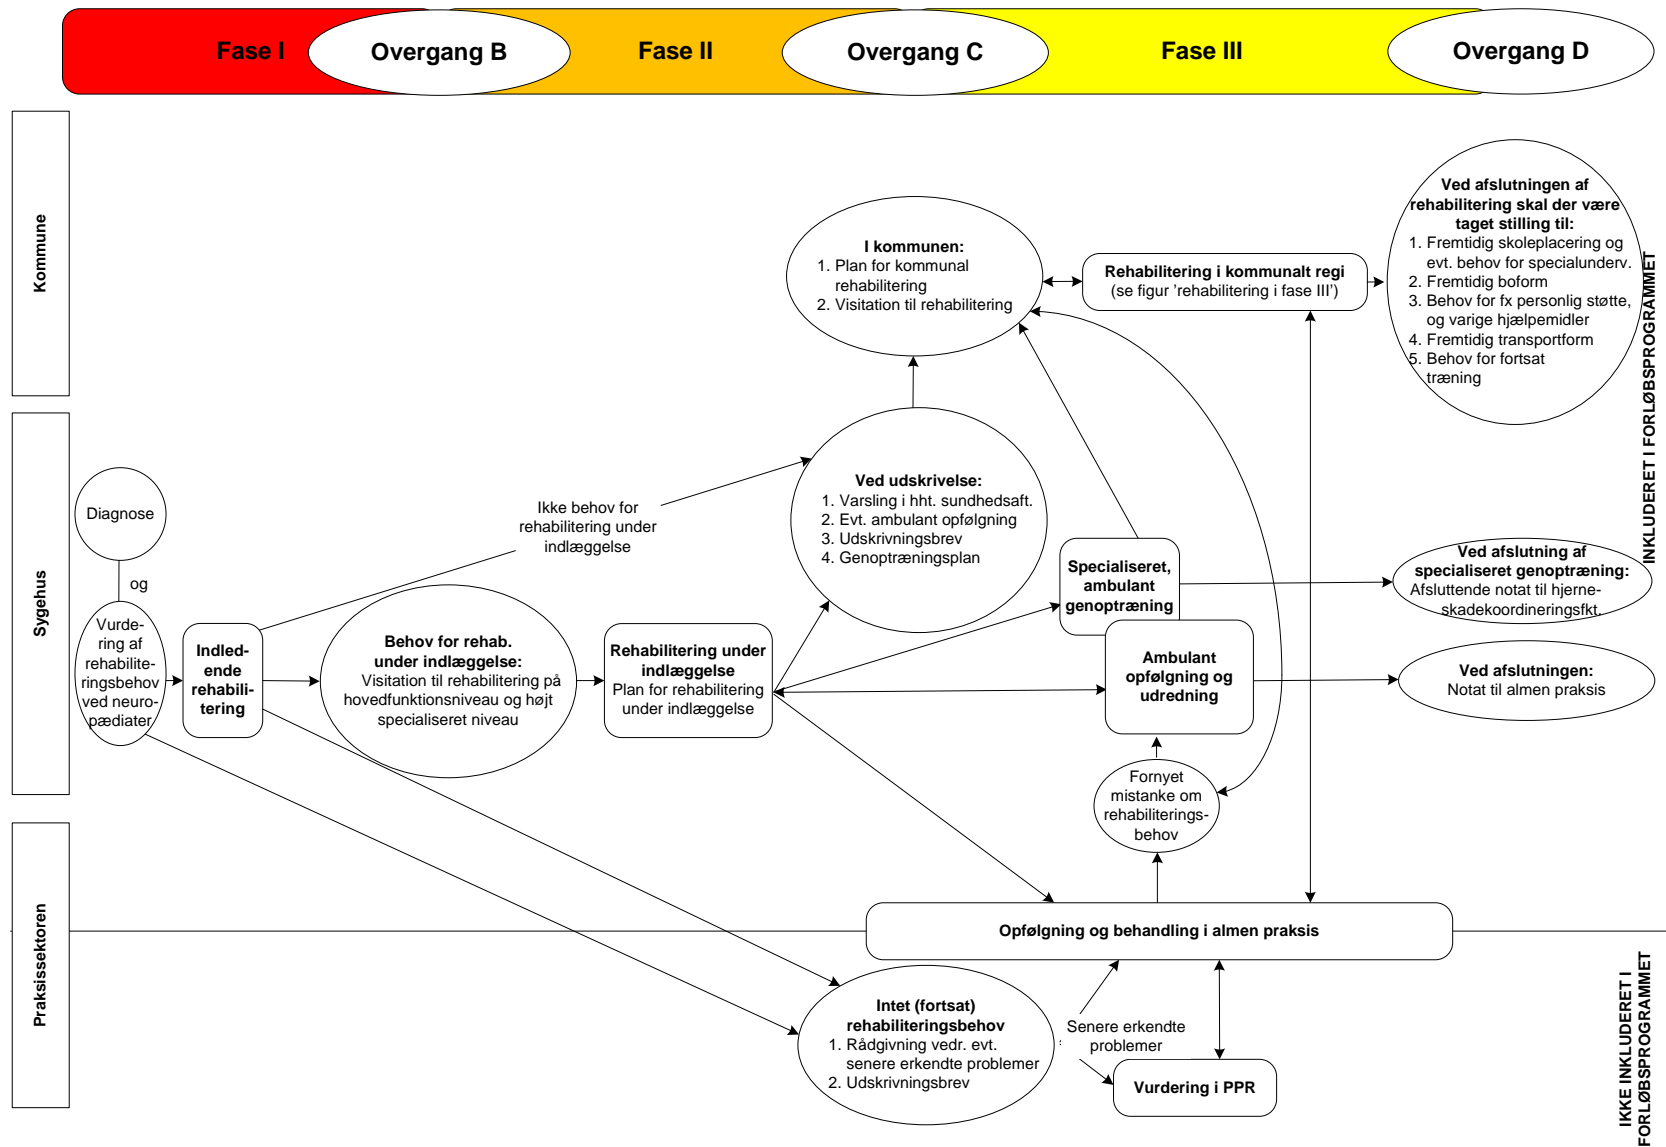 Fase I
Overgang B
Fase II
Overgang C
Fase III
Overgang D
Kommune
I kommunen:
1. Plan for kommunal
rehabilitering
2. Visitation til rehabilitering
Rehabilitering i kommunalt regi
(se figur 'rehabilitering i fase III')
Ved afslutningen af
rehabilitering skal der være
taget stilling til:
1. Fremtidig skoleplacering og
evt. behov for specialunderv.
2. Fremtidig boform
3. Behov for fx personlig støtte,
og varige hjælpemidler
4. Fremtidig transportform
5. Behov for fortsat
træning
INKLUDERET I FORLØBSPROGRAMMET
Sygehus
Diagnose
og
Vurde-
ring af
rehabilite-
ringsbehov
ved neuro-
pædiater
Indled-
ende
rehabili-
tering
Ikke behov for
rehabilitering under
indlæggelse
Behov for rehab.
under indlæggelse:
Visitation til rehabilitering på
hovedfunktionsniveau og højt
specialiseret niveau
Rehabilitering under
indlæggelse
Plan for rehabilitering
under indlæggelse
Ved udskrivelse:
1. Varsling i hht. sundhedsaft.
2. Evt. ambulant opfølgning
3. Udskrivningsbrev
4. Genoptræningsplan
Specialiseret,
ambulant
genoptræning
Ambulant
opfølgning og
udredning
Ved afslutning af
specialiseret genoptræning:
Afsluttende notat til hjerne-
skadekoordineringsfkt.
Ved afslutningen:
Notat til almen praksis
Fornyet
mistanke om
rehabiliterings-
behov
Praksissektoren
Opfølgning og behandling i almen praksis
Intet (fortsat)
rehabiliteringsbehov
1. Rådgivning vedr. evt.
senere erkendte problemer
2. Udskrivningsbrev
Senere erkendte
problemer
Vurdering i PPR
IKKE INKLUDERET I
FORLØBSPROGRAMMET